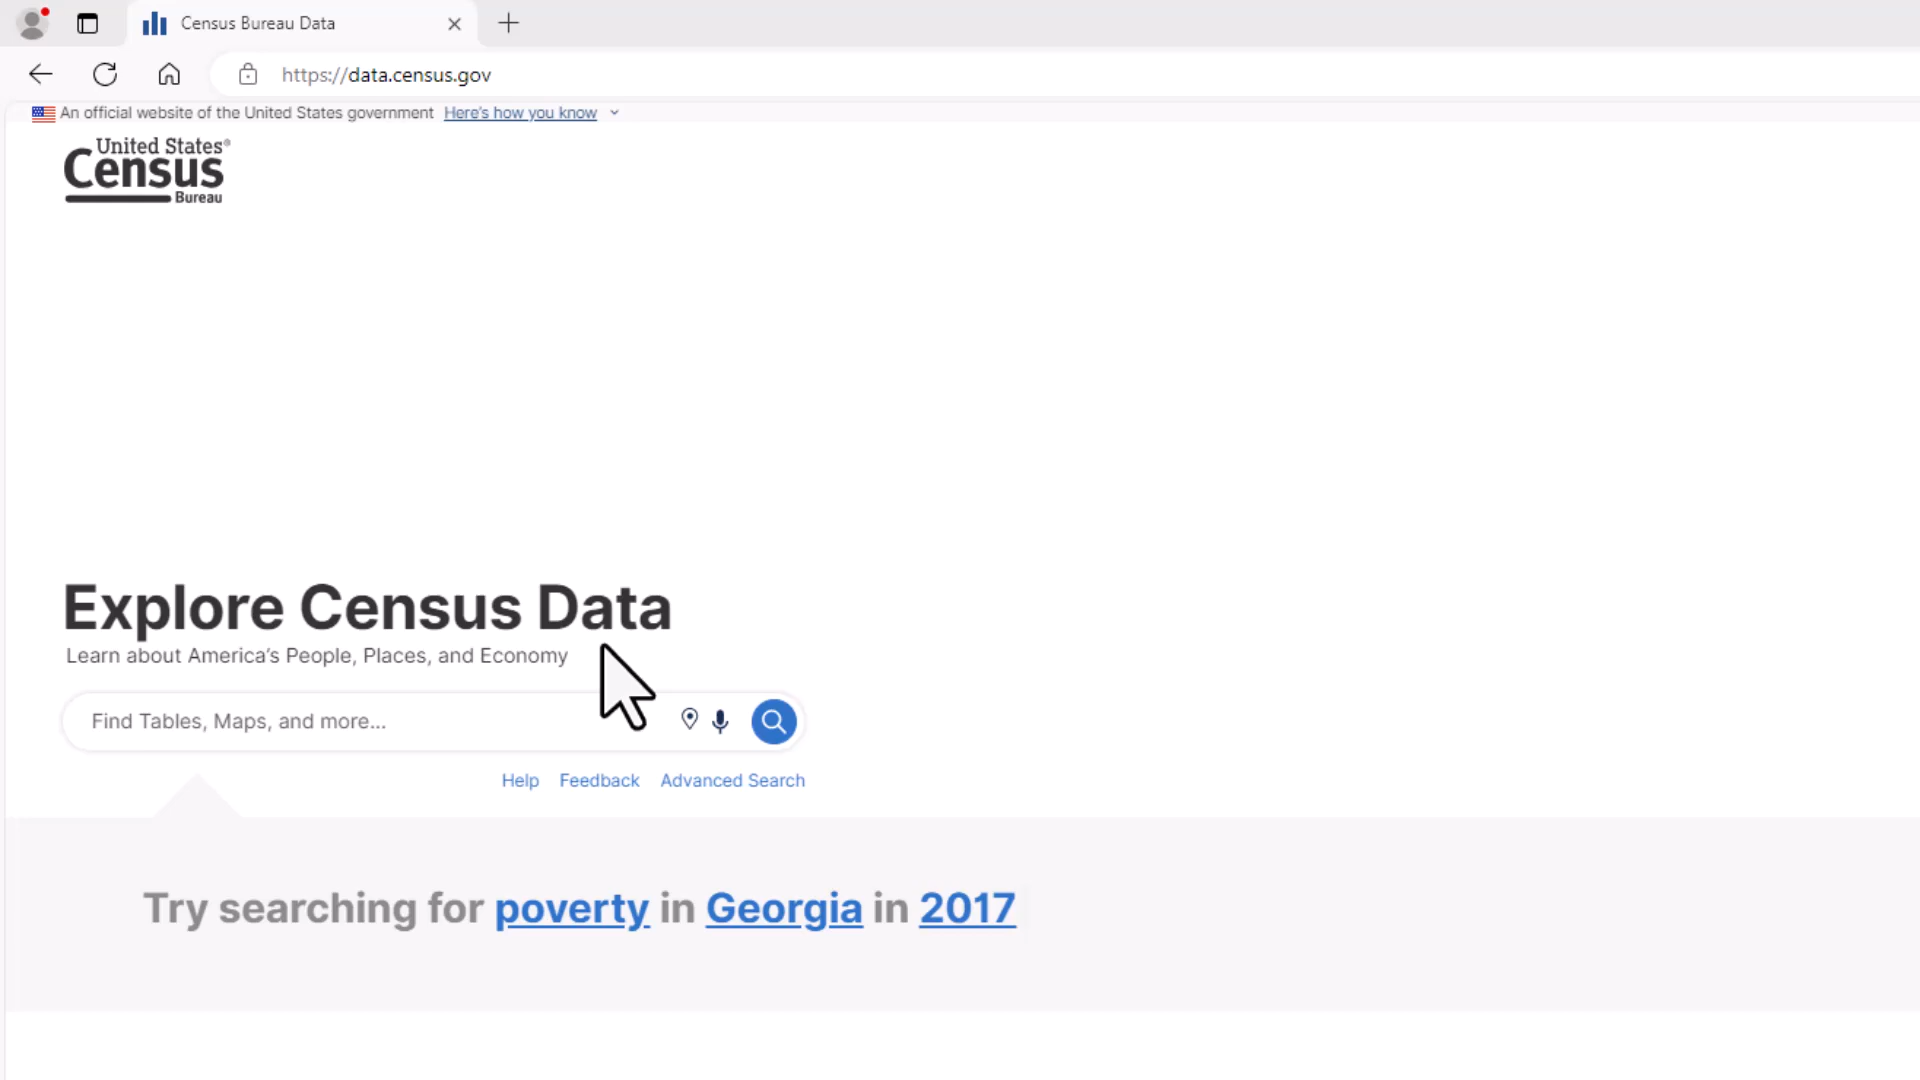 Census Bureau Data
https://data.census.gov
An official website of the United States government Here's how you know
United States®
Census
Bureau
Explore Census Data
Learn about America's People, Places, and Economy
Find Tables, Maps, and more...
Help Feedback Advanced Search
Try searching for poverty in Georgia in 2017